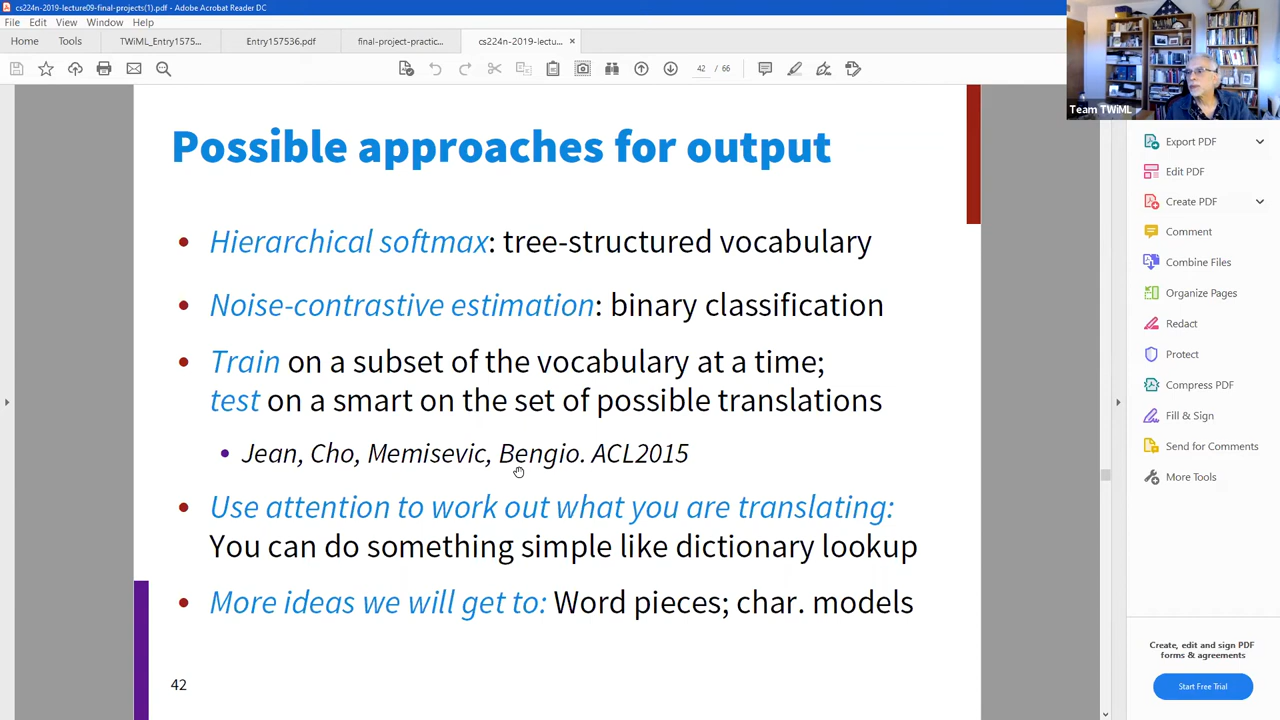 cs224n-2019-lecture09-final-projects(1).pdf - Adobe Acrobat Reader DC
File Edit View Window Help
Home Tools TWiML_Entry1575... Entry157536.pdf final-project-practic... cs224n-2019-lectu... ×
42 / 66
Team TWiML
Possible approaches for output
• Hierarchical softmax: tree-structured vocabulary
• Noise-contrastive estimation: binary classification
• Train on a subset of the vocabulary at a time;
test on a smart on the set of possible translations
• Jean, Cho, Memisevic, Bengio. ACL2015
• Use attention to work out what you are translating:
You can do something simple like dictionary lookup
• More ideas we will get to: Word pieces; char. models
42
Export PDF
Edit PDF
Create PDF
Comment
Combine Files
Organize Pages
Redact
Protect
Compress PDF
Fill & Sign
Send for Comments
More Tools
Create, edit and sign PDF
forms & agreements
Start Free Trial